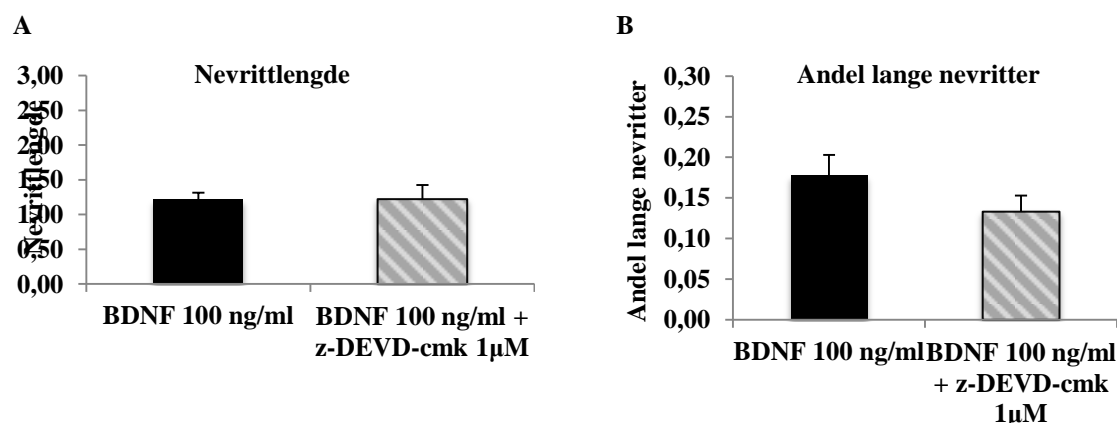 A
Nevrittlengde
Nevrittlengde
3,00
2,50
2,00
1,50
1,00
0,50
0,00
BDNF 100 ng/ml
BDNF 100 ng/ml +
z-DEVD-cmk 1µM
B
Andel lange nevritter
Andel lange nevritter
0,30
0,25
0,20
0,15
0,10
0,05
0,00
BDNF 100 ng/ml
BDNF 100 ng/ml
+ z-DEVD-cmk
1µM